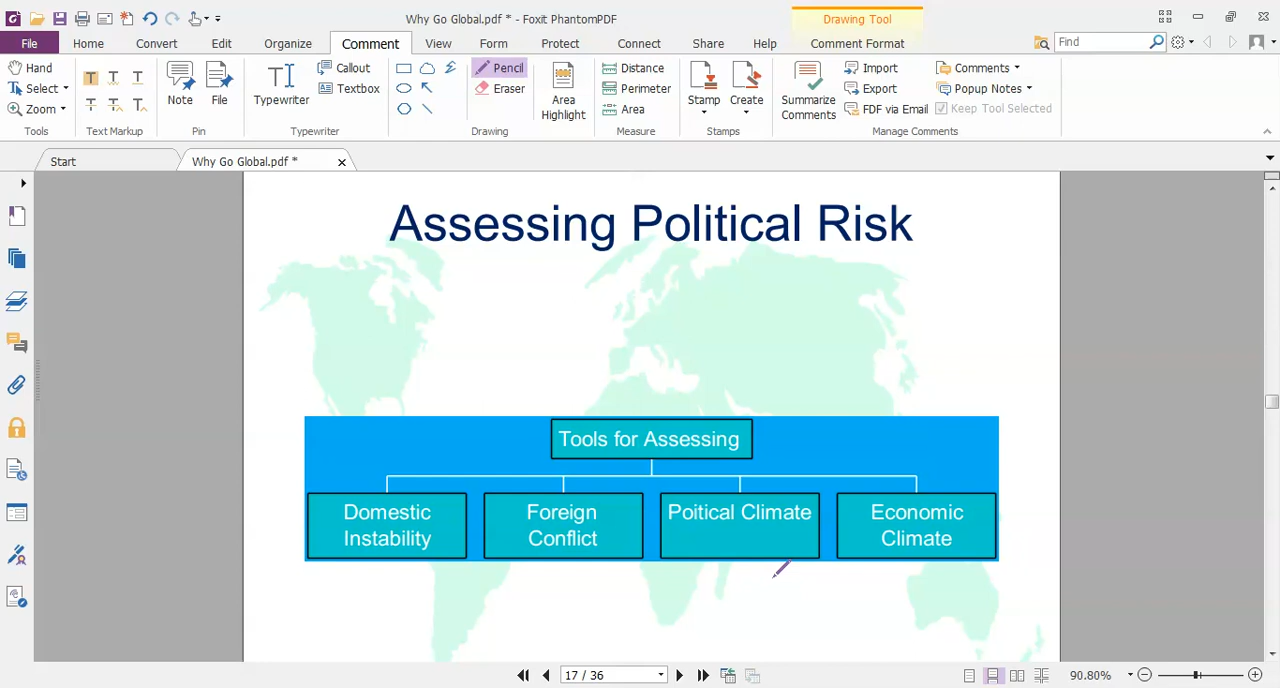 Why Go Global.pdf * - Foxit PhantomPDF
Drawing Tool
File Home Convert Edit Organize Comment View Form Protect Connect Share Help Comment Format Find
Hand
Select
Zoom
Tools
Text Markup
Note
File
Pin
Typewriter
Callout
Textbox
Typewriter
Pencil
Eraser
Drawing
Area
Highlight
Distance
Perimeter
Area
Measure
Stamp
Create
Stamps
Summarize
Comments
Import
Export
FDF via Email
Comments
Popup Notes
Keep Tool Selected
Manage Comments
Start
Why Go Global.pdf *
Assessing Political Risk
Tools for Assessing
Domestic
Instability
Foreign
Conflict
Poitical Climate
Economic
Climate
17 / 36
90.80%